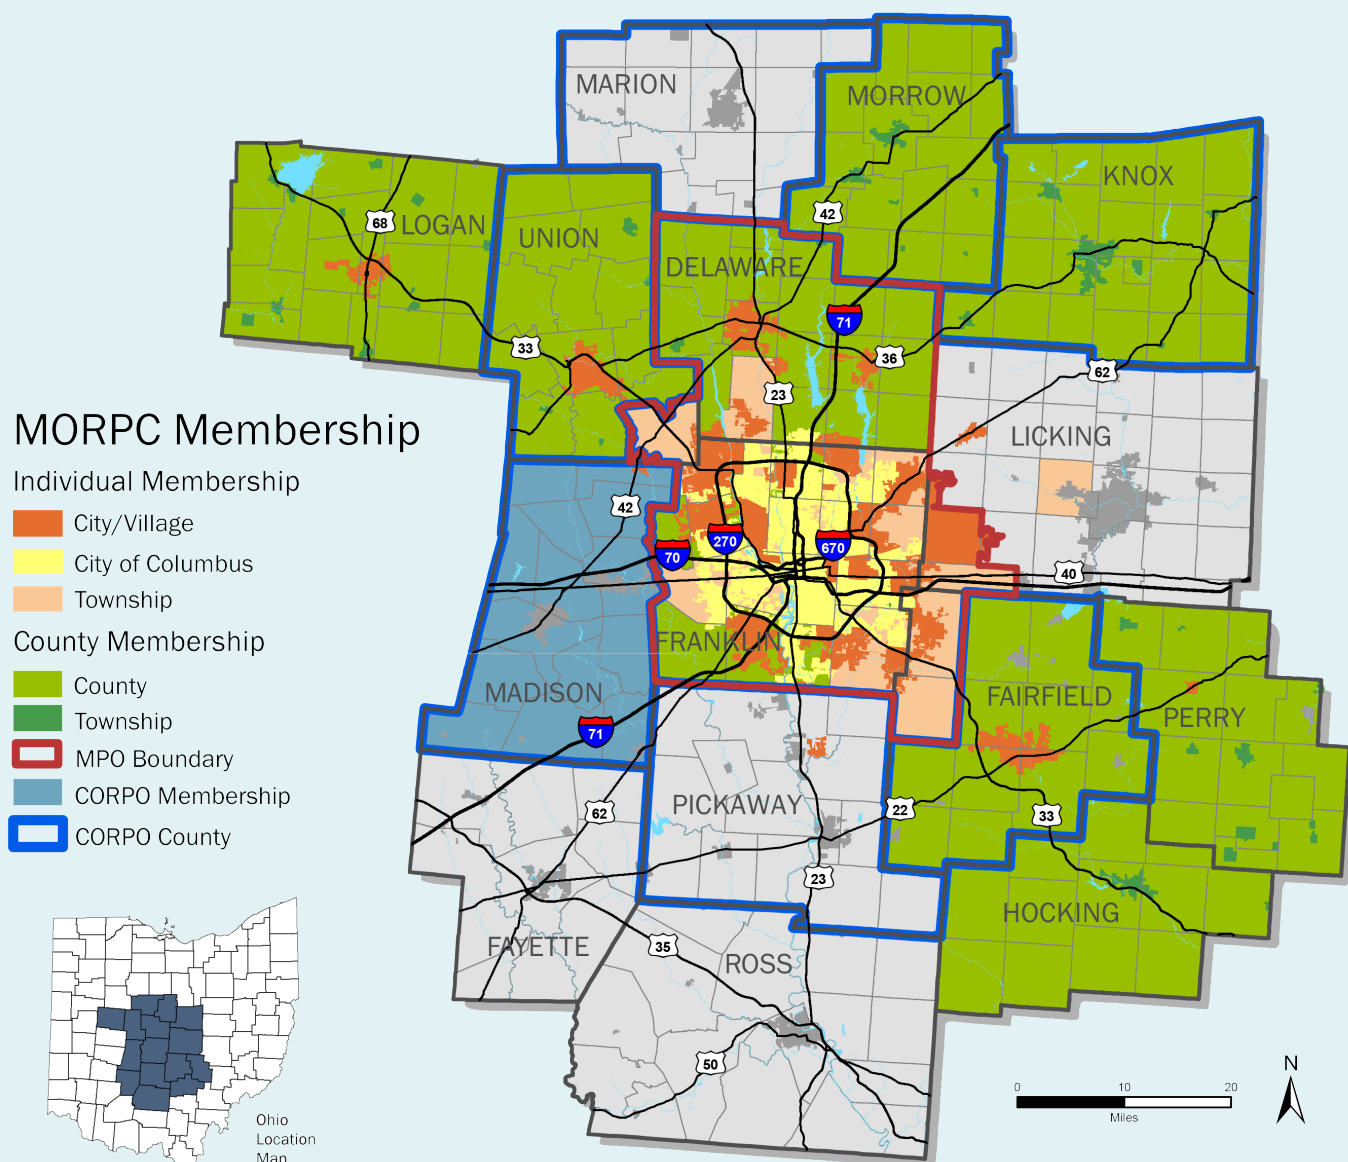 MARION
MORROW
KNOX
68
LOGAN
UNION
42
DELAWARE
71
33
36
62
23
MORPC Membership
LICKING
Individual Membership
42
City/Village
270
670
70
City of Columbus
40
Township
FRANKLIN
County Membership
County
MADISON
FAIRFIELD
Township
PERRY
71
MPO Boundary
CORPO Membership
PICKAWAY
62
22
33
CORPO County
23
HOCKING
FAYETTE
35
ROSS
50
N
0 10 20
Miles
Ohio
Location
Map